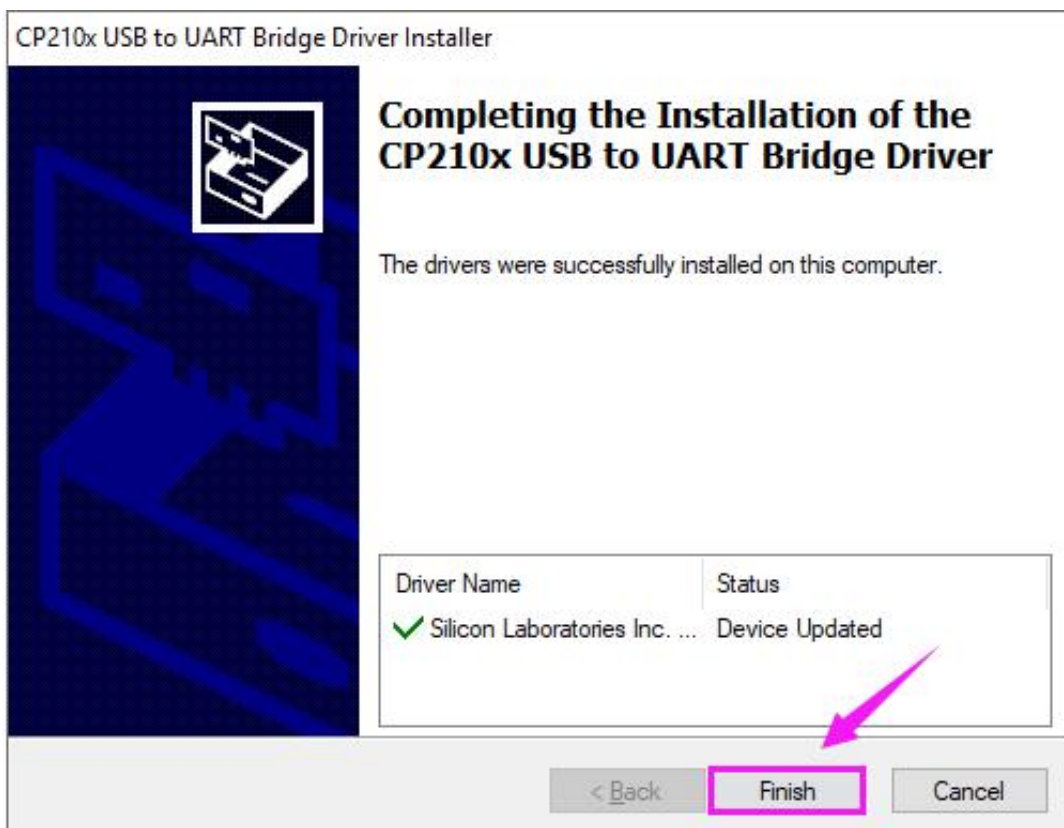 CP210x USB to UART Bridge Driver Installer
Completing the Installation of the
CP210x USB to UART Bridge Driver
The drivers were successfully installed on this computer.
Driver Name Status
Silicon Laboratories Inc. ... Device Updated
< Back Finish Cancel